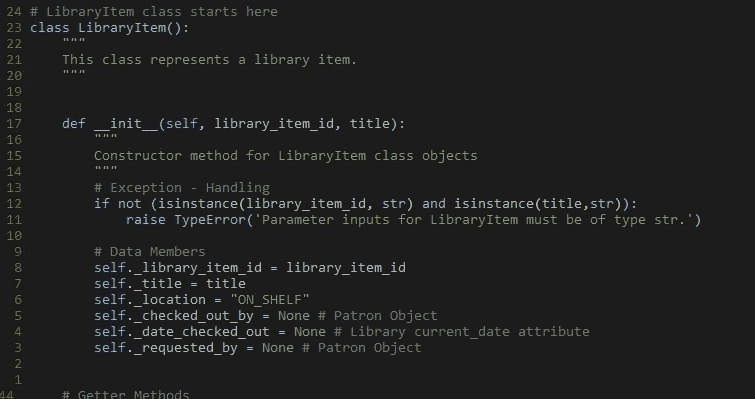 24 # LibraryItem class starts here
23 class LibraryItem():
22     """
21     This class represents a library item.
20     """
19
18
17     def __init__(self, library_item_id, title):
16         """
15         Constructor method for LibraryItem class objects
14         """
13         # Exception - Handling
12         if not (isinstance(library_item_id, str) and isinstance(title,str)):
11             raise TypeError('Parameter inputs for LibraryItem must be of type str.')
10
9         # Data Members
8         self._library_item_id = library_item_id
7         self._title = title
6         self._location = "ON_SHELF"
5         self._checked_out_by = None # Patron Object
4         self._date_checked_out = None # Library current_date attribute
3         self._requested_by = None # Patron Object
2
1
44     # Getter Methods